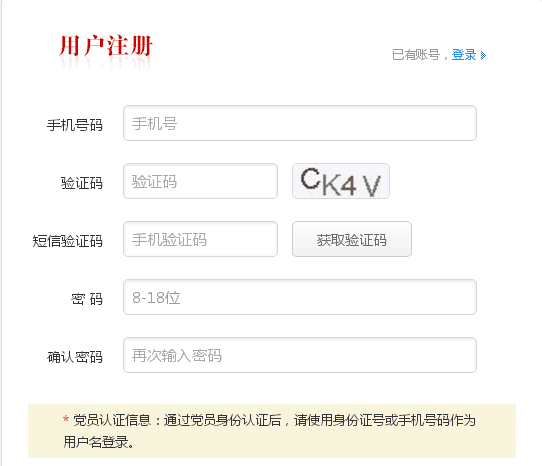 用户注册
已有账号，登录
手机号码 手机号
验证码 验证码 CK4V
短信验证码 手机验证码 获取验证码
密 码 8-18位
确认密码 再次输入密码
* 党员认证信息：通过党员身份认证后，请使用身份证号或手机号码作为
用户名登录。